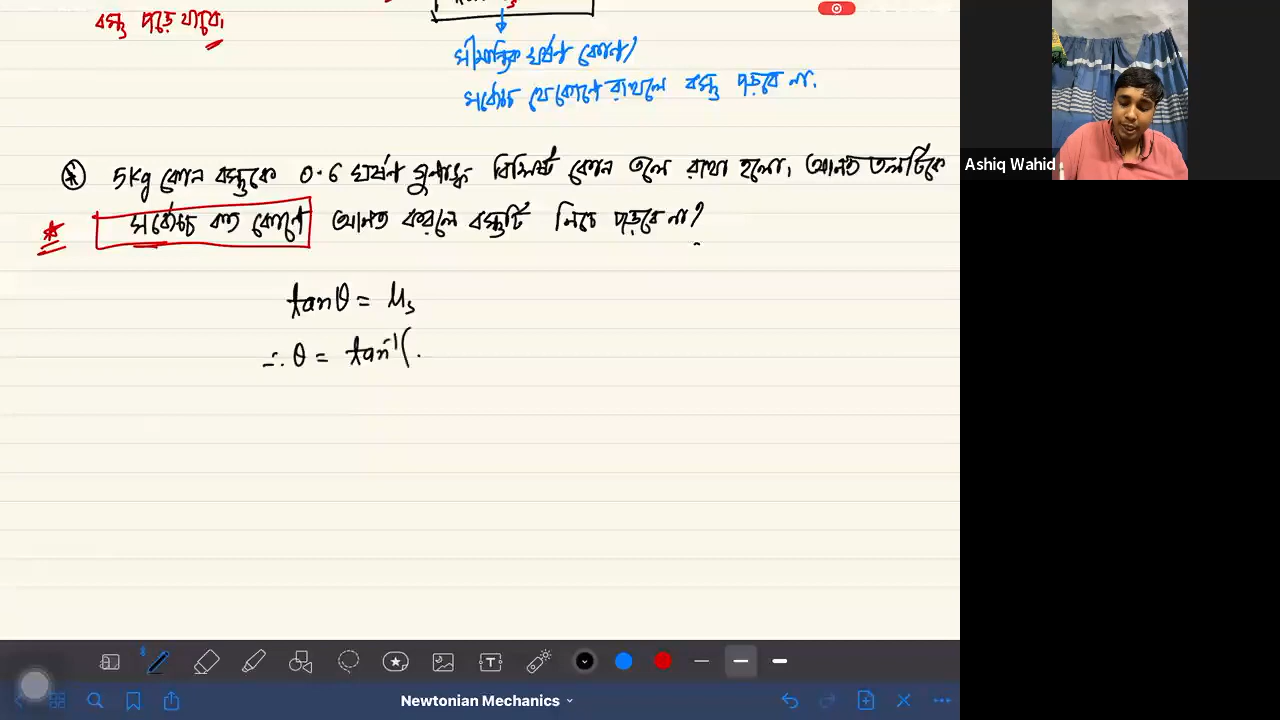 বস্তু পড়ে যাবে।
সীমান্তিক ঘর্ষণ কোণ/
সর্বোচ্চ যে কোণে রাখলে বস্তু পড়বে না।
5kg কোন বস্তুকে 0.6 ঘর্ষণ গুণাঙ্ক বিশিষ্ট কোন তলে রাখা হলো। আনত তলটিকে
সর্বোচ্চ কত কোণে আনত করলে বস্তুটি নিচে পড়বে না?
tanθ = μs
∴ θ = tan⁻¹(.
Ashiq Wahid
Newtonian Mechanics